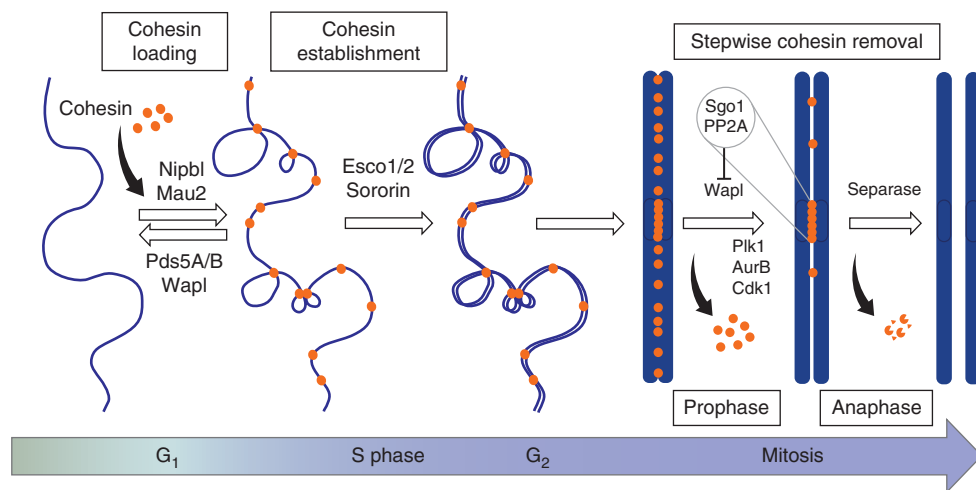 Cohesin
loading
Cohesin
establishment
Stepwise cohesin removal
Cohesin
Nipbl
Mau2
Pds5A/B
Wapl
Esco1/2
Sororin
Sgo1
PP2A
Wapl
Plk1
AurB
Cdk1
Separase
Prophase
Anaphase
G₁
S phase
G₂
Mitosis